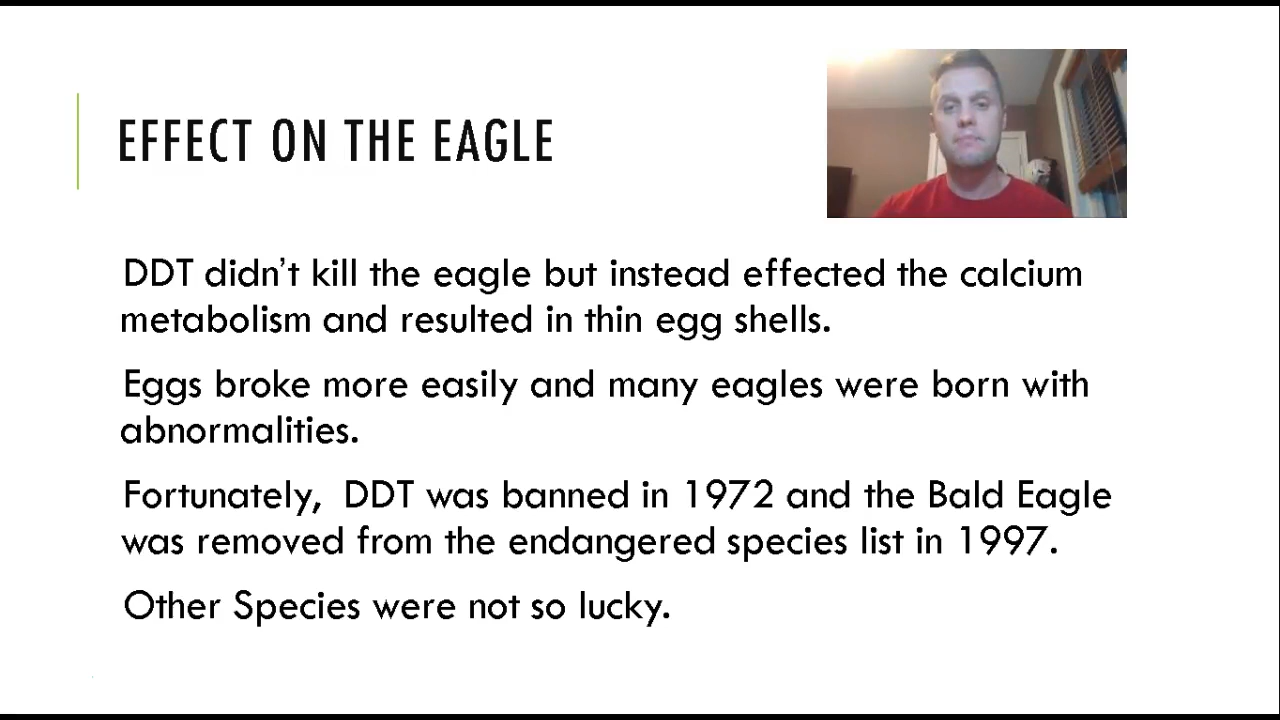 EFFECT ON THE EAGLE
DDT didn't kill the eagle but instead effected the calcium
metabolism and resulted in thin egg shells.
Eggs broke more easily and many eagles were born with
abnormalities.
Fortunately,  DDT was banned in 1972 and the Bald Eagle
was removed from the endangered species list in 1997.
Other Species were not so lucky.